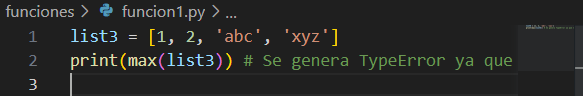 funciones > funcion1.py > ...
1 list3 = [1, 2, 'abc', 'xyz']
2 print(max(list3)) # Se genera TypeError ya que
3